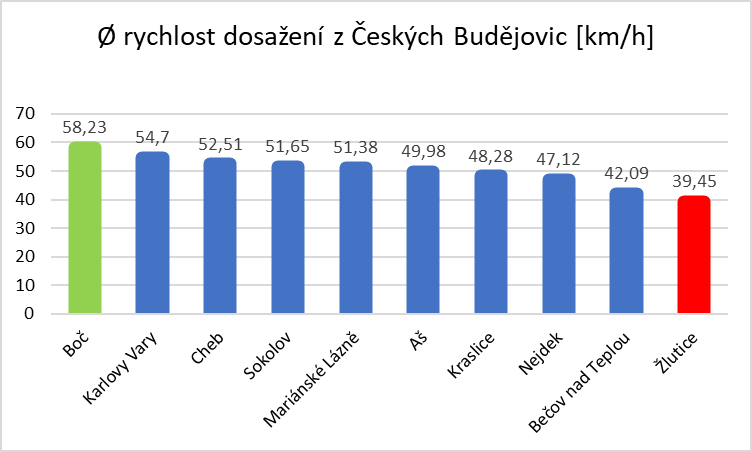 Ø rychlost dosažení z Českých Budějovic [km/h]
70
60
50
40
30
20
10
0
58,23
54,7
52,51
51,65
51,38
49,98
48,28
47,12
42,09
39,45
Boč
Karlovy Vary
Cheb
Sokolov
Mariánské Lázně
Aš
Kraslice
Nejdek
Bečov nad Teplou
Žlutice